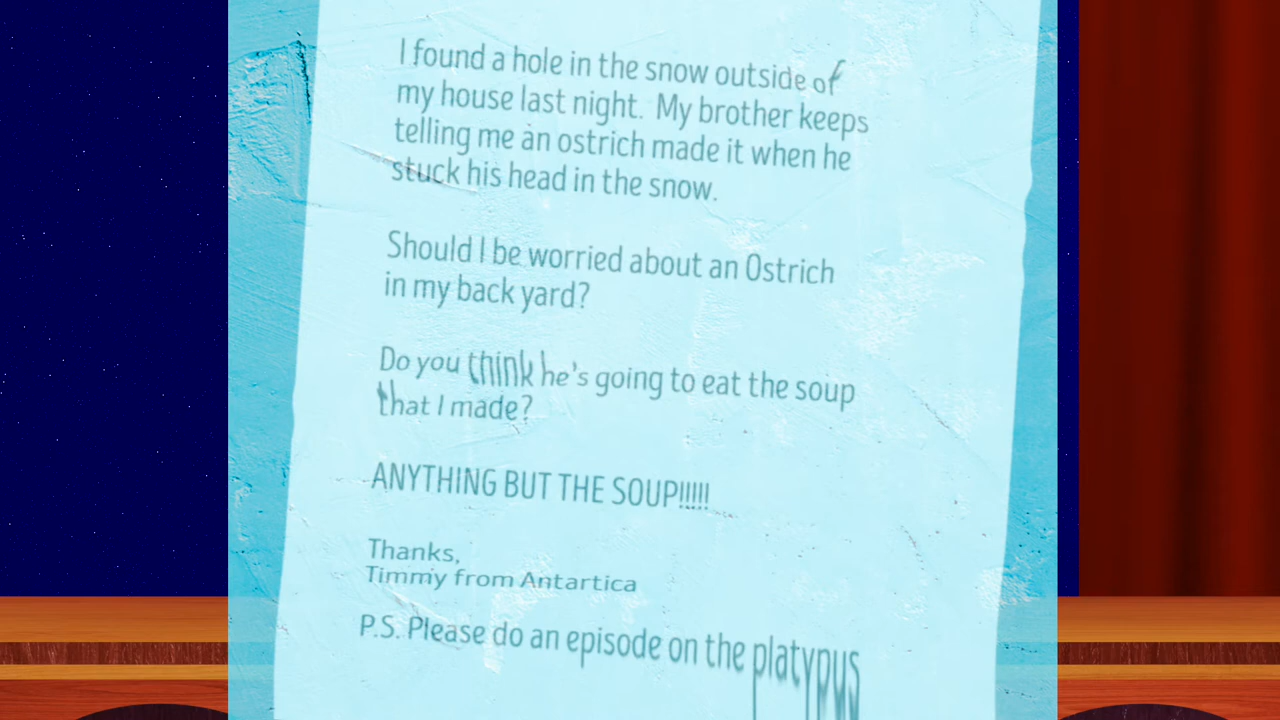 I found a hole in the snow outside of
my house last night. My brother keeps
telling me an ostrich made it when he
stuck his head in the snow.
Should I be worried about an Ostrich
in my back yard?
Do you think he's going to eat the soup
that I made?
ANYTHING BUT THE SOUP!!!!!
Thanks,
Timmy from Antartica
P.S. Please do an episode on the platypus